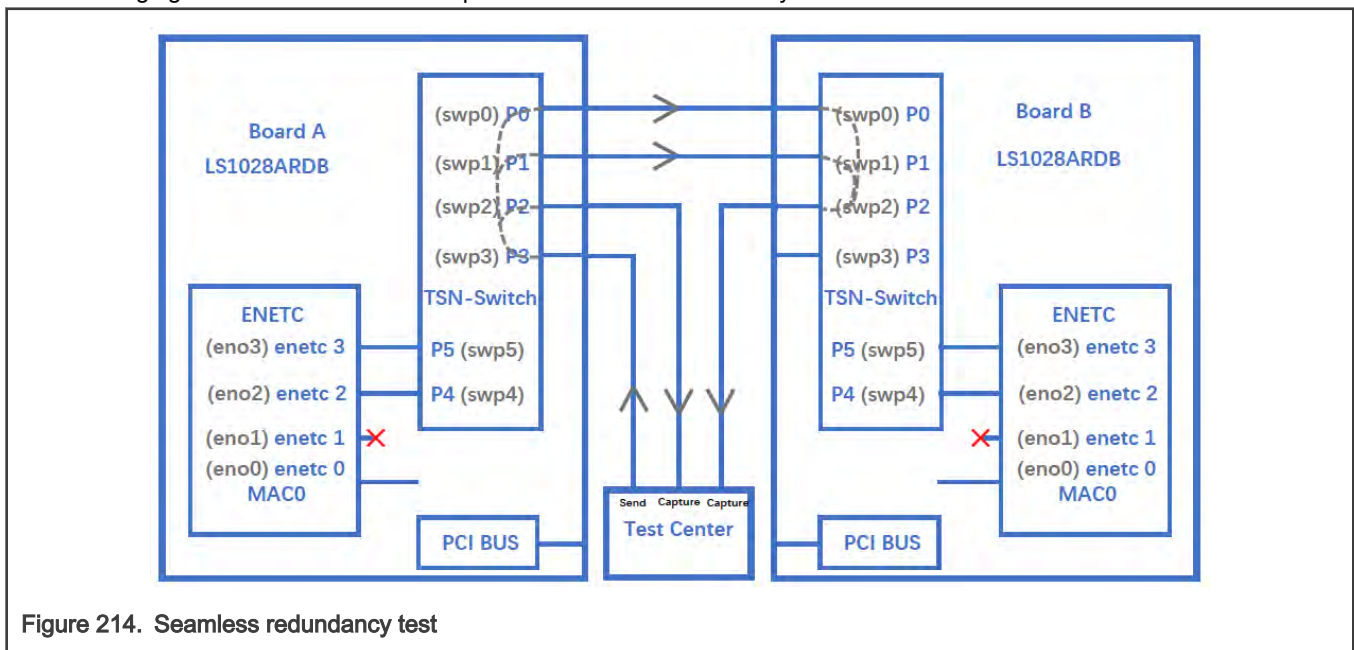 Board A
LS1028ARDB
(swp0) P0
(swp1) P1
(swp2) P2
(swp3) P3
TSN-Switch
P5 (swp5)
P4 (swp4)
ENETC
(eno3) enetc 3
(eno2) enetc 2
(eno1) enetc 1
(eno0) enetc 0
MAC0
PCI BUS
Send Capture Capture
Test Center
(swp0) P0
(swp1) P1
(swp2) P2
(swp3) P3
TSN-Switch
P5 (swp5)
P4 (swp4)
Board B
LS1028ARDB
ENETC
(eno3) enetc 3
(eno2) enetc 2
(eno1) enetc 1
(eno0) enetc 0
MAC0
PCI BUS
Figure 214. Seamless redundancy test